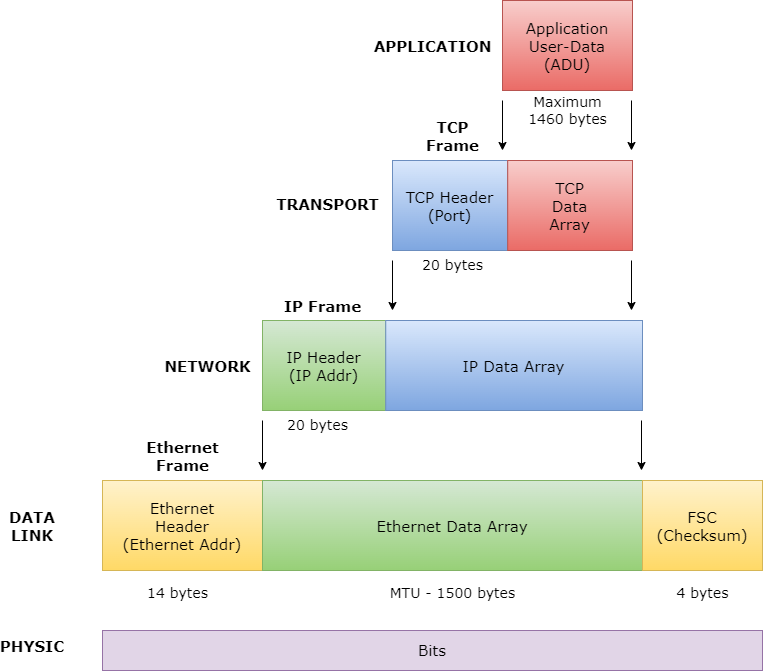 APPLICATION
Application
User-Data
(ADU)
Maximum
1460 bytes
TCP
Frame
TRANSPORT
TCP Header
(Port)
TCP
Data
Array
20 bytes
IP Frame
NETWORK
IP Header
(IP Addr)
IP Data Array
20 bytes
Ethernet
Frame
DATA
LINK
Ethernet
Header
(Ethernet Addr)
Ethernet Data Array
FSC
(Checksum)
14 bytes
MTU - 1500 bytes
4 bytes
PHYSIC
Bits